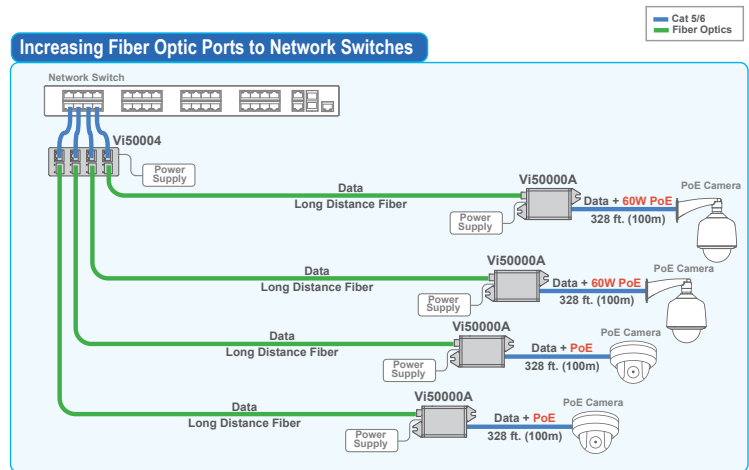 Cat 5/6
Fiber Optics
Increasing Fiber Optic Ports to Network Switches
Network Switch
Vi50004
Power
Supply
Data
Long Distance Fiber
Vi50000A
Power
Supply
Data + 60W PoE
328 ft. (100m)
PoE Camera
Data
Long Distance Fiber
Vi50000A
Power
Supply
Data + 60W PoE
328 ft. (100m)
PoE Camera
Data
Long Distance Fiber
Vi50000A
Power
Supply
Data + PoE
328 ft. (100m)
PoE Camera
Data
Long Distance Fiber
Vi50000A
Power
Supply
Data + PoE
328 ft. (100m)
PoE Camera